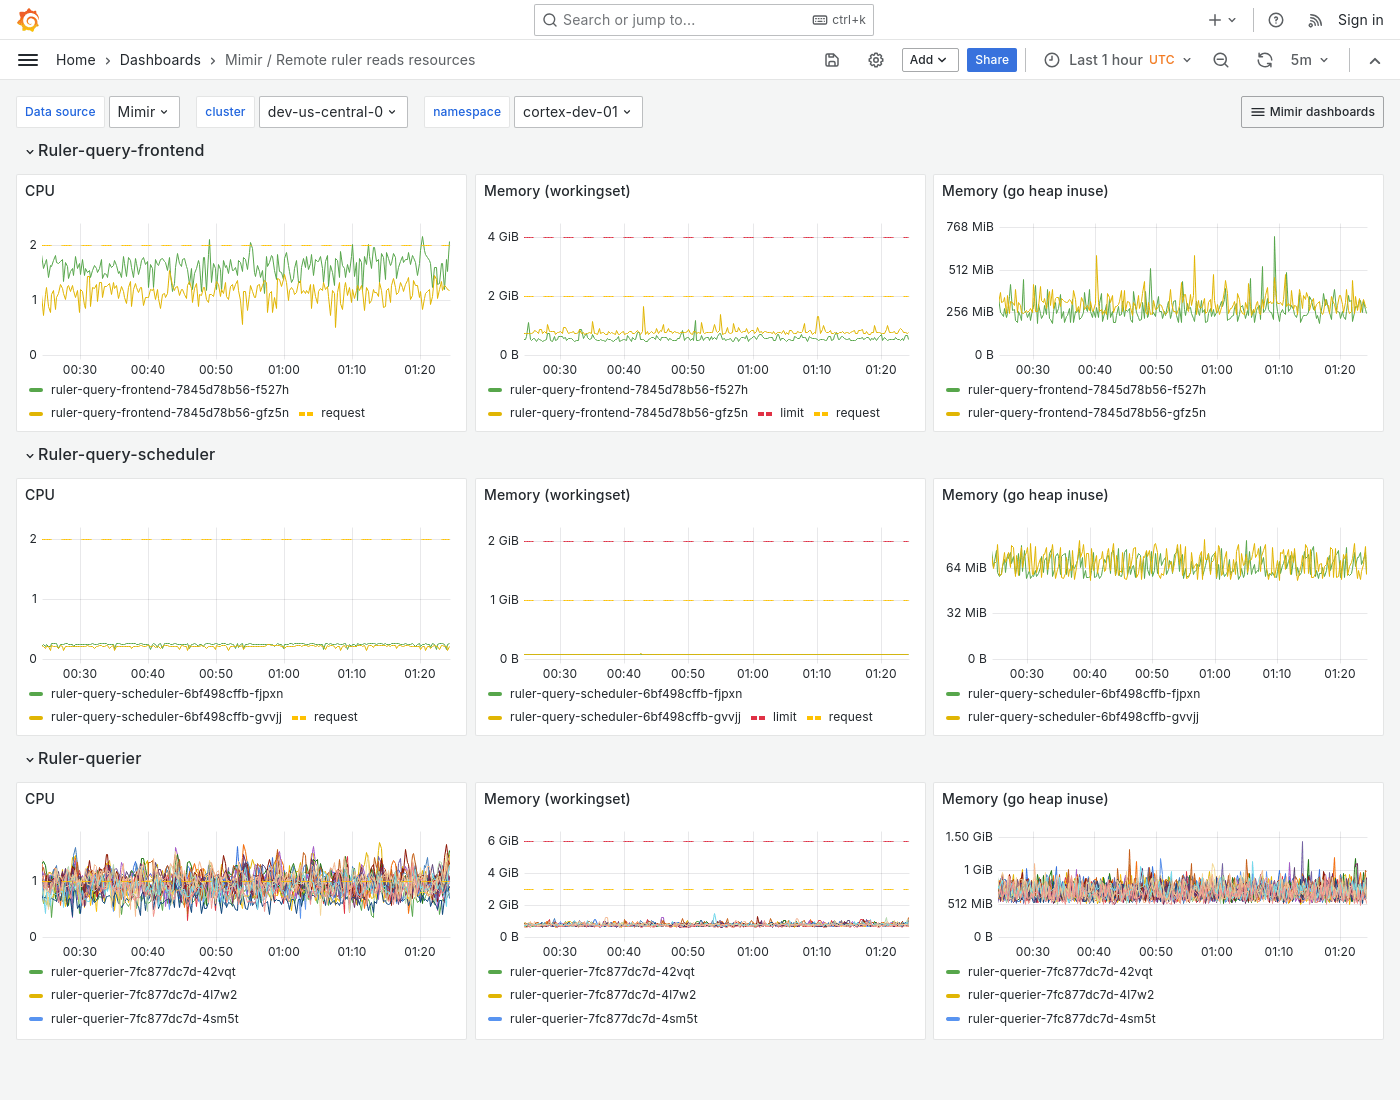 Search or jump to...
ctrl+k
Sign in
Home
Dashboards
Mimir / Remote ruler reads resources
Add
Share
Last 1 hour UTC
5m
Data source
Mimir
cluster
dev-us-central-0
namespace
cortex-dev-01
Mimir dashboards
Ruler-query-frontend
CPU
2
1
0
00:30 00:40 00:50 01:00 01:10 01:20
ruler-query-frontend-7845d78b56-f527h
ruler-query-frontend-7845d78b56-gfz5n request
Memory (workingset)
4 GiB
2 GiB
0 B
00:30 00:40 00:50 01:00 01:10 01:20
ruler-query-frontend-7845d78b56-f527h
ruler-query-frontend-7845d78b56-gfz5n limit request
Memory (go heap inuse)
768 MiB
512 MiB
256 MiB
0 B
00:30 00:40 00:50 01:00 01:10 01:20
ruler-query-frontend-7845d78b56-f527h
ruler-query-frontend-7845d78b56-gfz5n
Ruler-query-scheduler
CPU
2
1
0
00:30 00:40 00:50 01:00 01:10 01:20
ruler-query-scheduler-6bf498cffb-fjpxn
ruler-query-scheduler-6bf498cffb-gvvjj request
Memory (workingset)
2 GiB
1 GiB
0 B
00:30 00:40 00:50 01:00 01:10 01:20
ruler-query-scheduler-6bf498cffb-fjpxn
ruler-query-scheduler-6bf498cffb-gvvjj limit request
Memory (go heap inuse)
64 MiB
32 MiB
0 B
00:30 00:40 00:50 01:00 01:10 01:20
ruler-query-scheduler-6bf498cffb-fjpxn
ruler-query-scheduler-6bf498cffb-gvvjj
Ruler-querier
CPU
1
0
00:30 00:40 00:50 01:00 01:10 01:20
ruler-querier-7fc877dc7d-42vqt
ruler-querier-7fc877dc7d-4l7w2
ruler-querier-7fc877dc7d-4sm5t
Memory (workingset)
6 GiB
4 GiB
2 GiB
0 B
00:30 00:40 00:50 01:00 01:10 01:20
ruler-querier-7fc877dc7d-42vqt
ruler-querier-7fc877dc7d-4l7w2
ruler-querier-7fc877dc7d-4sm5t
Memory (go heap inuse)
1.50 GiB
1 GiB
512 MiB
0 B
00:30 00:40 00:50 01:00 01:10 01:20
ruler-querier-7fc877dc7d-42vqt
ruler-querier-7fc877dc7d-4l7w2
ruler-querier-7fc877dc7d-4sm5t